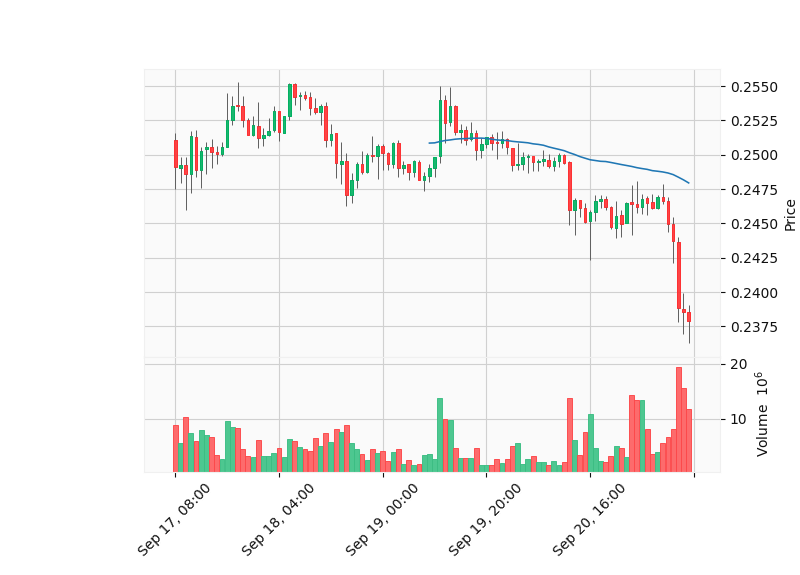 0.2550
0.2525
0.2500
0.2475
0.2450
0.2425
0.2400
0.2375
Price
20
10
Volume 10^6
Sep 17, 08:00
Sep 18, 04:00
Sep 19, 00:00
Sep 19, 20:00
Sep 20, 16:00